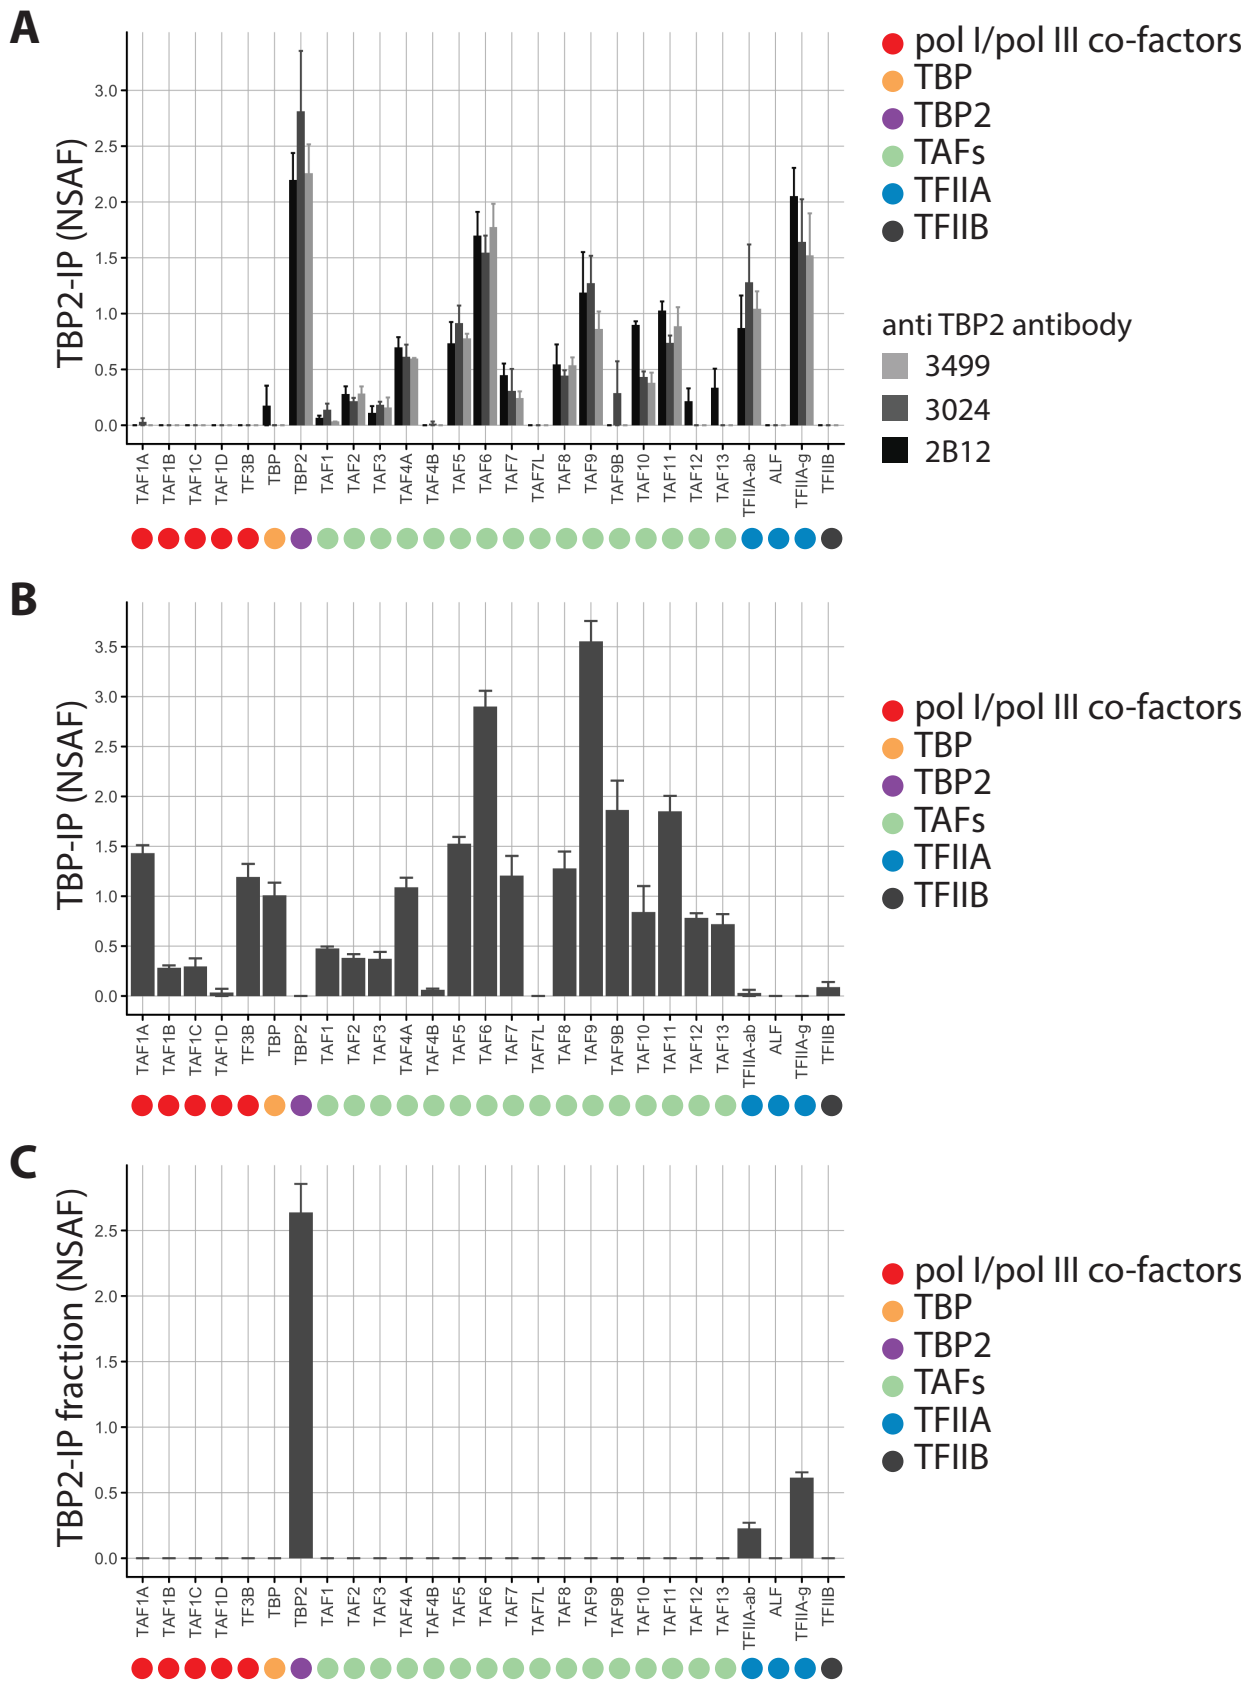 A
TBP2-IP (NSAF)
3.0
2.5
2.0
1.5
1.0
0.5
0.0
TAF1A
TAF1B
TAF1C
TAF1D
TF3B
TBP
TBP2
TAF1
TAF2
TAF3
TAF4A
TAF4B
TAF5
TAF6
TAF7
TAF7L
TAF8
TAF9
TAF9B
TAF10
TAF11
TAF12
TAF13
TFIIA-ab
ALF
TFIIA-g
TFIIB
pol I/pol III co-factors
TBP
TBP2
TAFs
TFIIA
TFIIB
anti TBP2 antibody
3499
3024
2B12
B
TBP-IP (NSAF)
3.5
3.0
2.5
2.0
1.5
1.0
0.5
0.0
TAF1A
TAF1B
TAF1C
TAF1D
TF3B
TBP
TBP2
TAF1
TAF2
TAF3
TAF4A
TAF4B
TAF5
TAF6
TAF7
TAF7L
TAF8
TAF9
TAF9B
TAF10
TAF11
TAF12
TAF13
TFIIA-ab
ALF
TFIIA-g
TFIIB
pol I/pol III co-factors
TBP
TBP2
TAFs
TFIIA
TFIIB
C
TBP2-IP fraction (NSAF)
2.5
2.0
1.5
1.0
0.5
0.0
TAF1A
TAF1B
TAF1C
TAF1D
TF3B
TBP
TBP2
TAF1
TAF2
TAF3
TAF4A
TAF4B
TAF5
TAF6
TAF7
TAF7L
TAF8
TAF9
TAF9B
TAF10
TAF11
TAF12
TAF13
TFIIA-ab
ALF
TFIIA-g
TFIIB
pol I/pol III co-factors
TBP
TBP2
TAFs
TFIIA
TFIIB